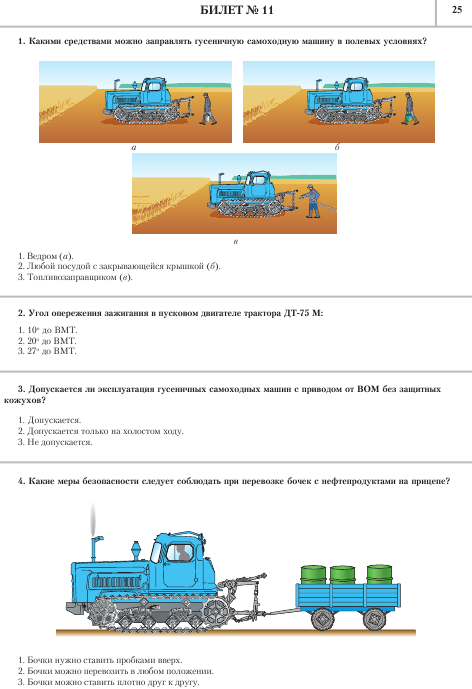 БИЛЕТ № 11
25
1. Какими средствами можно заправлять гусеничную самоходную машину в полевых условиях?
а
б
в
1. Ведром (а).
2. Любой посудой с закрывающейся крышкой (б).
3. Топливозаправщиком (в).
2. Угол опережения зажигания в пусковом двигателе трактора ДТ-75 М:
1. 10° до ВМТ.
2. 20° до ВМТ.
3. 27° до ВМТ.
3. Допускается ли эксплуатация гусеничных самоходных машин с приводом от ВОМ без защитных
кожухов?
1. Допускается.
2. Допускается только на холостом ходу.
3. Не допускается.
4. Какие меры безопасности следует соблюдать при перевозке бочек с нефтепродуктами на прицепе?
1. Бочки нужно ставить пробками вверх.
2. Бочки можно перевозить в любом положении.
3. Бочки можно ставить плотно друг к другу.